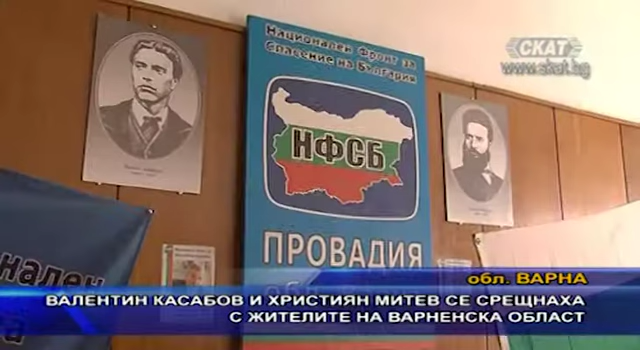 Национален Фронт за
Спасение на България
СКАТ
www.skat.bg
НФСБ
ПРОВАДИЯ
обл. ВАРНА
ВАЛЕНТИН КАСАБОВ И ХРИСТИЯН МИТЕВ СЕ СРЕЩНАХА
С ЖИТЕЛИТЕ НА ВАРНЕНСКА ОБЛАСТ